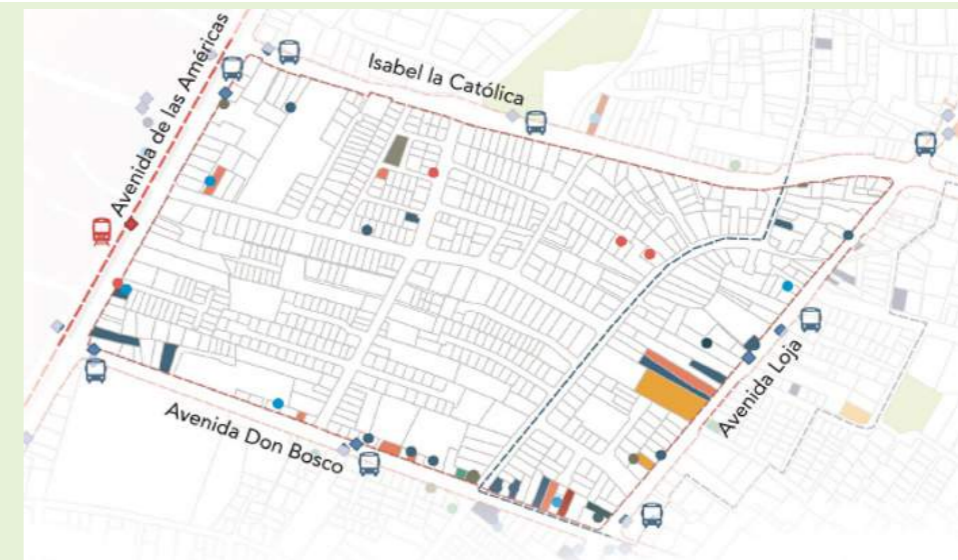 Avenida de las Américas
Isabel la Católica
Avenida Loja
Avenida Don Bosco